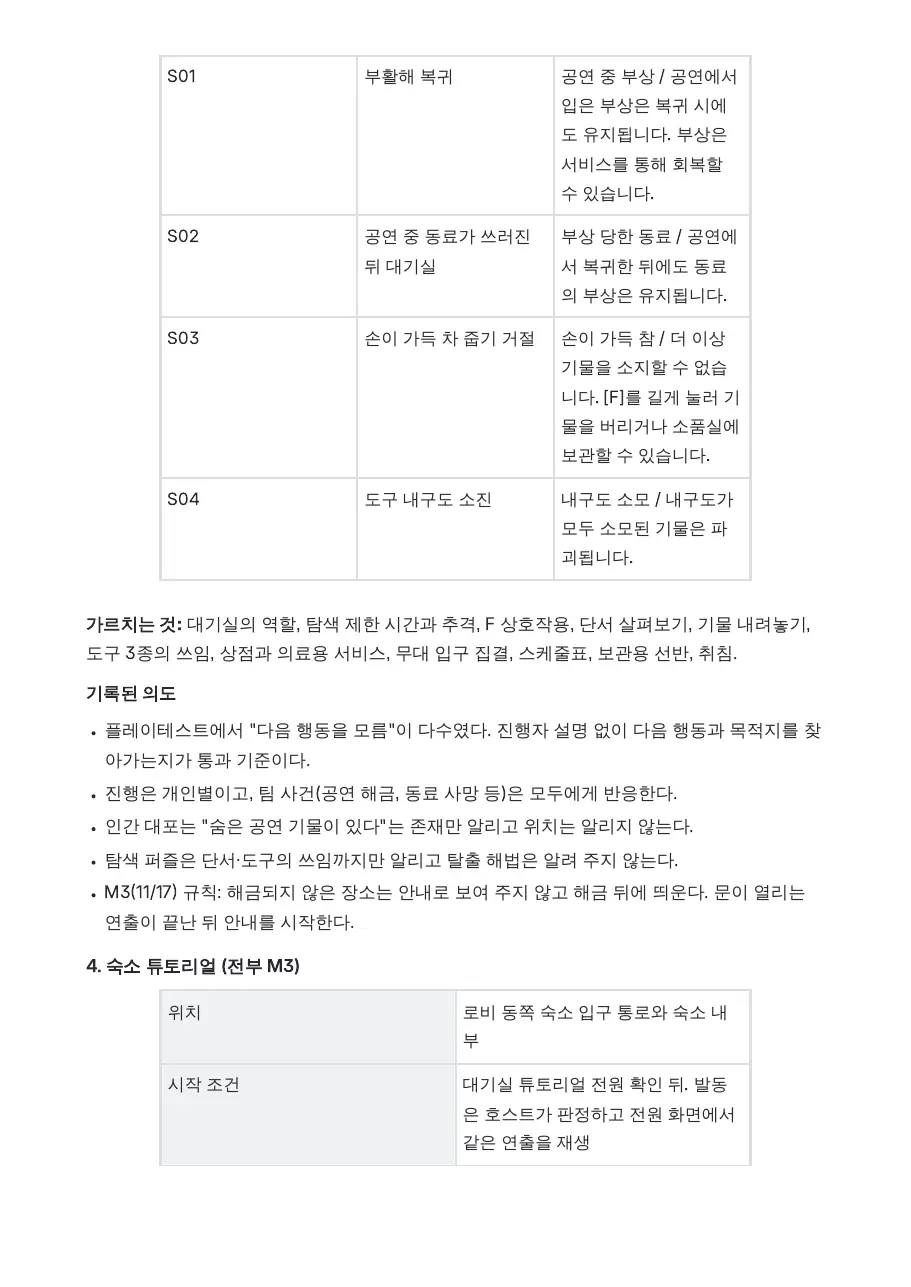 S01
부활해 복귀
공연 중 부상 / 공연에서
입은 부상은 복귀 시에
도 유지됩니다. 부상은
서비스를 통해 회복할
수 있습니다.
S02
공연 중 동료가 쓰러진
뒤 대기실
부상 당한 동료 / 공연에
서 복귀한 뒤에도 동료
의 부상은 유지됩니다.
S03
손이 가득 차 줍기 거절
손이 가득 참 / 더 이상
기물을 소지할 수 없습
니다. [F]를 길게 눌러 기
물을 버리거나 소품실에
보관할 수 있습니다.
S04
도구 내구도 소진
내구도 소모 / 내구도가
모두 소모된 기물은 파
괴됩니다.
가르치는 것: 대기실의 역할, 탐색 제한 시간과 추격, F 상호작용, 단서 살펴보기, 기물 내려놓기,
도구 3종의 쓰임, 상점과 의료용 서비스, 무대 입구 집결, 스케줄표, 보관용 선반, 취침.
기록된 의도
• 플레이테스트에서 "다음 행동을 모름"이 다수였다. 진행자 설명 없이 다음 행동과 목적지를 찾
아가는지가 통과 기준이다.
• 진행은 개인별이고, 팀 사건(공연 해금, 동료 사망 등)은 모두에게 반응한다.
• 인간 대포는 "숨은 공연 기물이 있다"는 존재만 알리고 위치는 알리지 않는다.
• 탐색 퍼즐은 단서·도구의 쓰임까지만 알리고 탈출 해법은 알려 주지 않는다.
• M3(11/17) 규칙: 해금되지 않은 장소는 안내로 보여 주지 않고 해금 뒤에 띄운다. 문이 열리는
연출이 끝난 뒤 안내를 시작한다.
4. 숙소 튜토리얼 (전부 M3)
위치
로비 동쪽 숙소 입구 통로와 숙소 내
부
시작 조건
대기실 튜토리얼 전원 확인 뒤. 발동
은 호스트가 판정하고 전원 화면에서
같은 연출을 재생